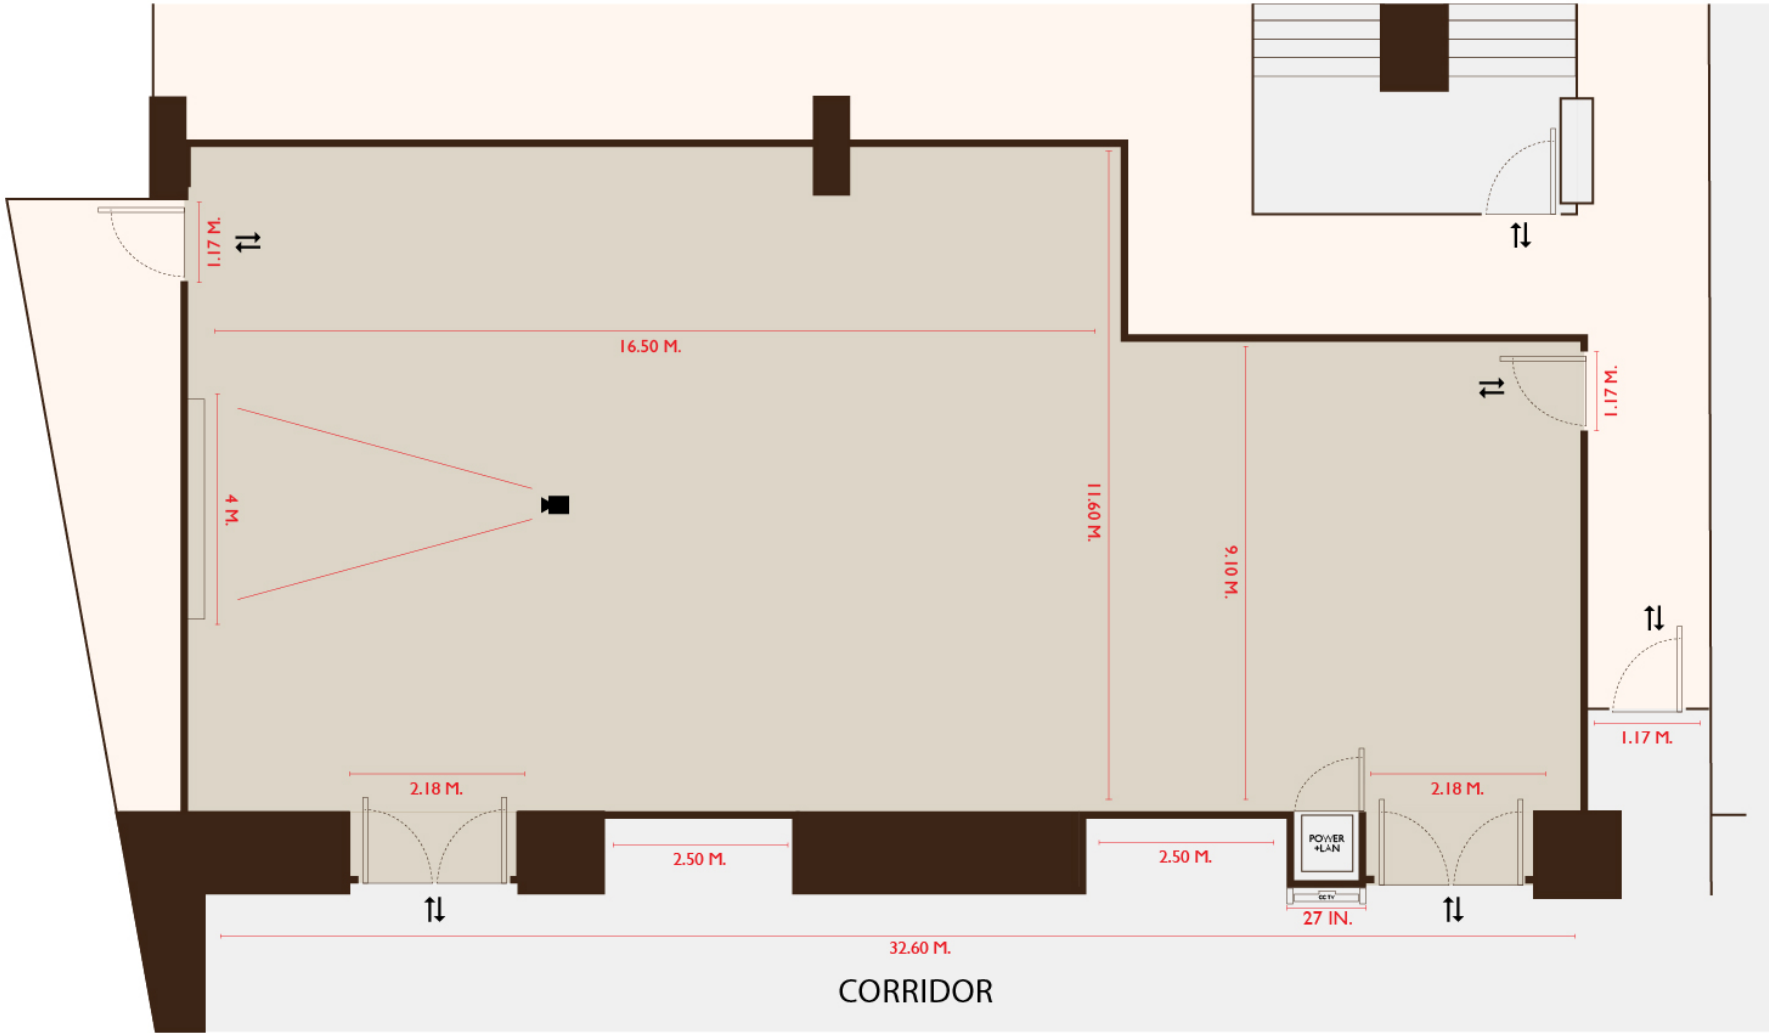 1.17 M.
16.50 M.
1.17 M.
4 M.
11.60 M.
9.10 M.
1.17 M.
2.18 M.
2.18 M.
POWER
+LAN
2.50 M.
2.50 M.
CCTV
27 IN.
32.60 M.
CORRIDOR